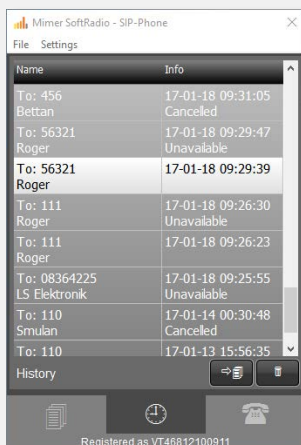 Mimer SoftRadio - SIP-Phone
File Settings
Name Info
To: 456 17-01-18 09:31:05
Bettan Cancelled
To: 56321 17-01-18 09:29:47
Roger Unavailable
To: 56321 17-01-18 09:29:39
Roger
To: 111 17-01-18 09:26:30
Roger Unavailable
To: 111 17-01-18 09:26:23
Roger
To: 08364225 17-01-18 09:25:55
LS Elektronik Unavailable
To: 110 17-01-14 00:30:48
Smulan Cancelled
To: 110 17-01-13 15:56:35
History
Registered as VT46812100911